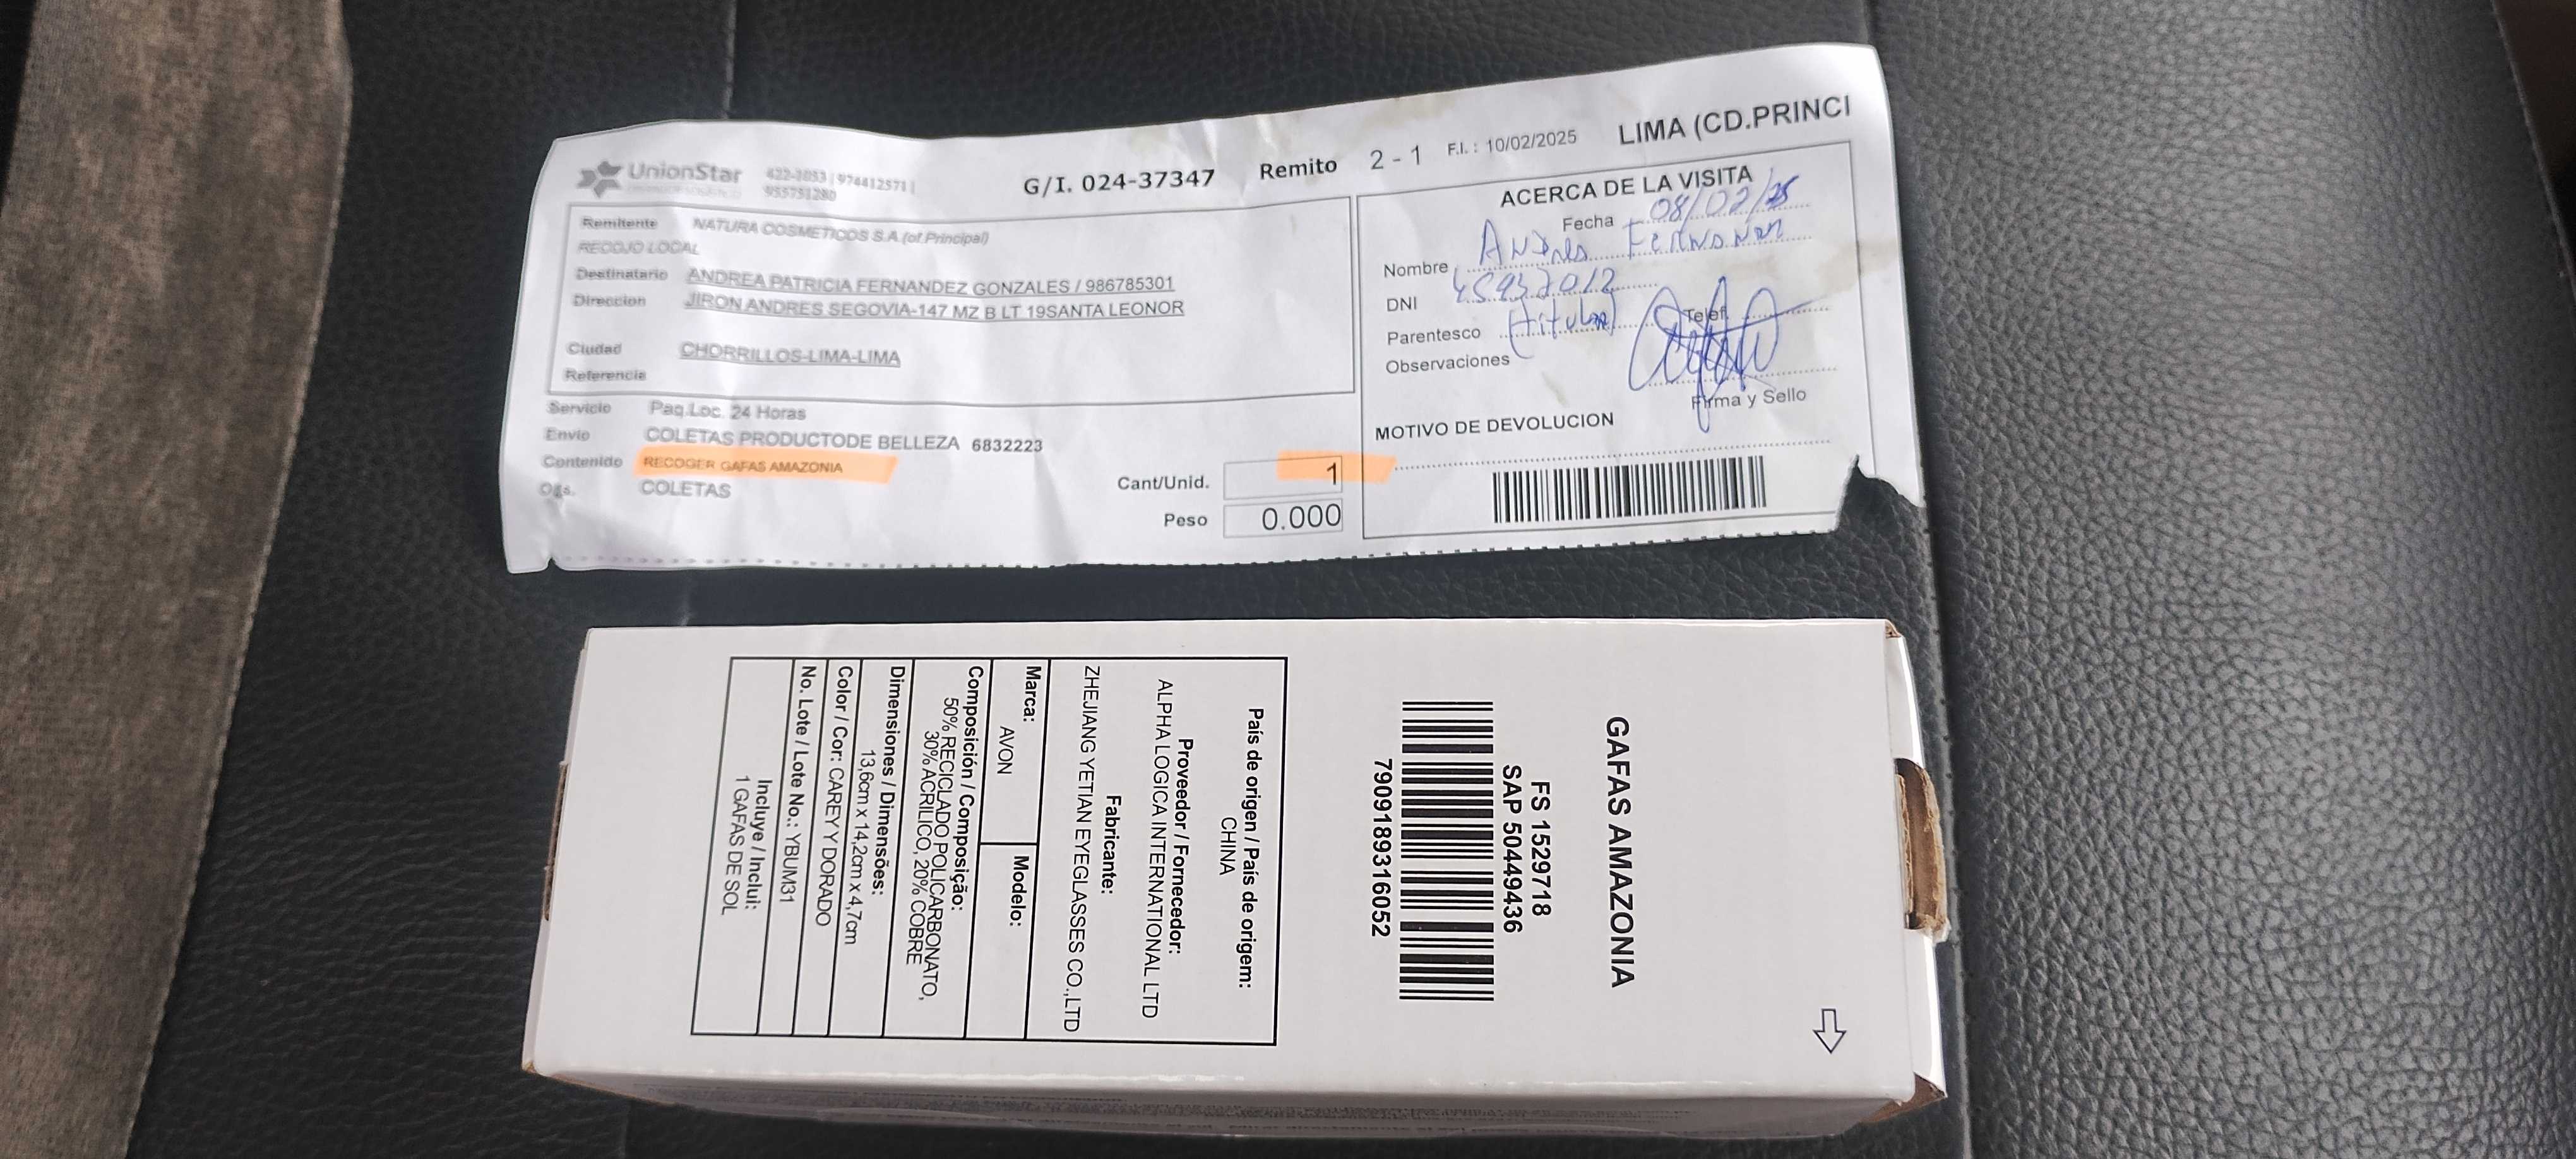 UnionStar 422-1053 | 974412571 |
955751280
G/I. 024-37347 Remito 2 - 1 F.I. : 10/02/2025 LIMA (CD.PRINCI
Remitente NATURA COSMETICOS S.A (of.Principal)
RECOJO LOCAL
Destinatario ANDREA PATRICIA FERNANDEZ GONZALES / 986785301
Direccion JIRON ANDRES SEGOVIA-147 MZ B LT 19SANTA LEONOR
Ciudad CHORRILLOS-LIMA-LIMA
Referencia
Servicio Paq.Loc. 24 Horas
Envio COLETAS PRODUCTODE BELLEZA 6832223
Contenido RECOGER GAFAS AMAZONIA
Ogs. COLETAS
Cant/Unid. 1
Peso 0.000
ACERCA DE LA VISITA
Fecha 08/02/25
Nombre
DNI
Parentesco (titular) Telef.
Observaciones
Firma y Sello
MOTIVO DE DEVOLUCION
GAFAS AMAZONIA
FS 1529718
SAP 50449436
7909189316052
País de origen / País de origem:
CHINA
Proveedor / Fornecedor:
ALPHA LOGICA INTERNATIONAL LTD
Fabricante:
ZHEJIANG YETIAN EYEGLASSES CO.,LTD
Marca:
AVON
Modelo:
Composición / Composição:
50% RECICLADO POLICARBONATO,
30% ACRILICO, 20% COBRE
Dimensiones / Dimensões:
13,6cm x 14,2cm x 4,7cm
Color / Cor: CAREY Y DORADO
No. Lote / Lote No.: YBUM31
Incluye / Inclui:
1 GAFAS DE SOL